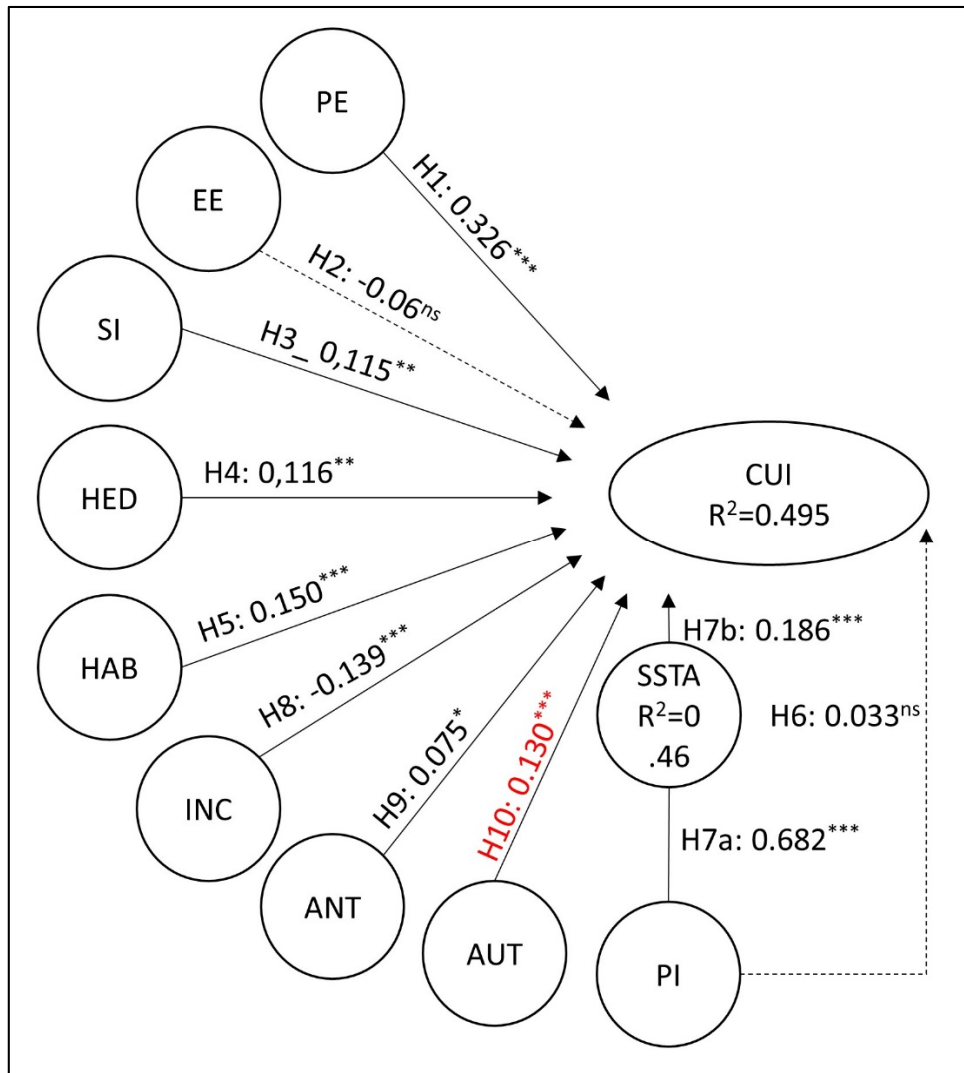 PE
H1: 0.326***
EE
H2: -0.06ns
SI
H3_ 0,115**
HED
H4: 0,116**
CUI
R²=0.495
HAB
H5: 0.150***
INC
H8: -0.139***
ANT
H9: 0.075*
AUT
H10: 0.130***
H7b: 0.186***
SSTA
R²=0
.46
H6: 0.033ns
H7a: 0.682***
PI